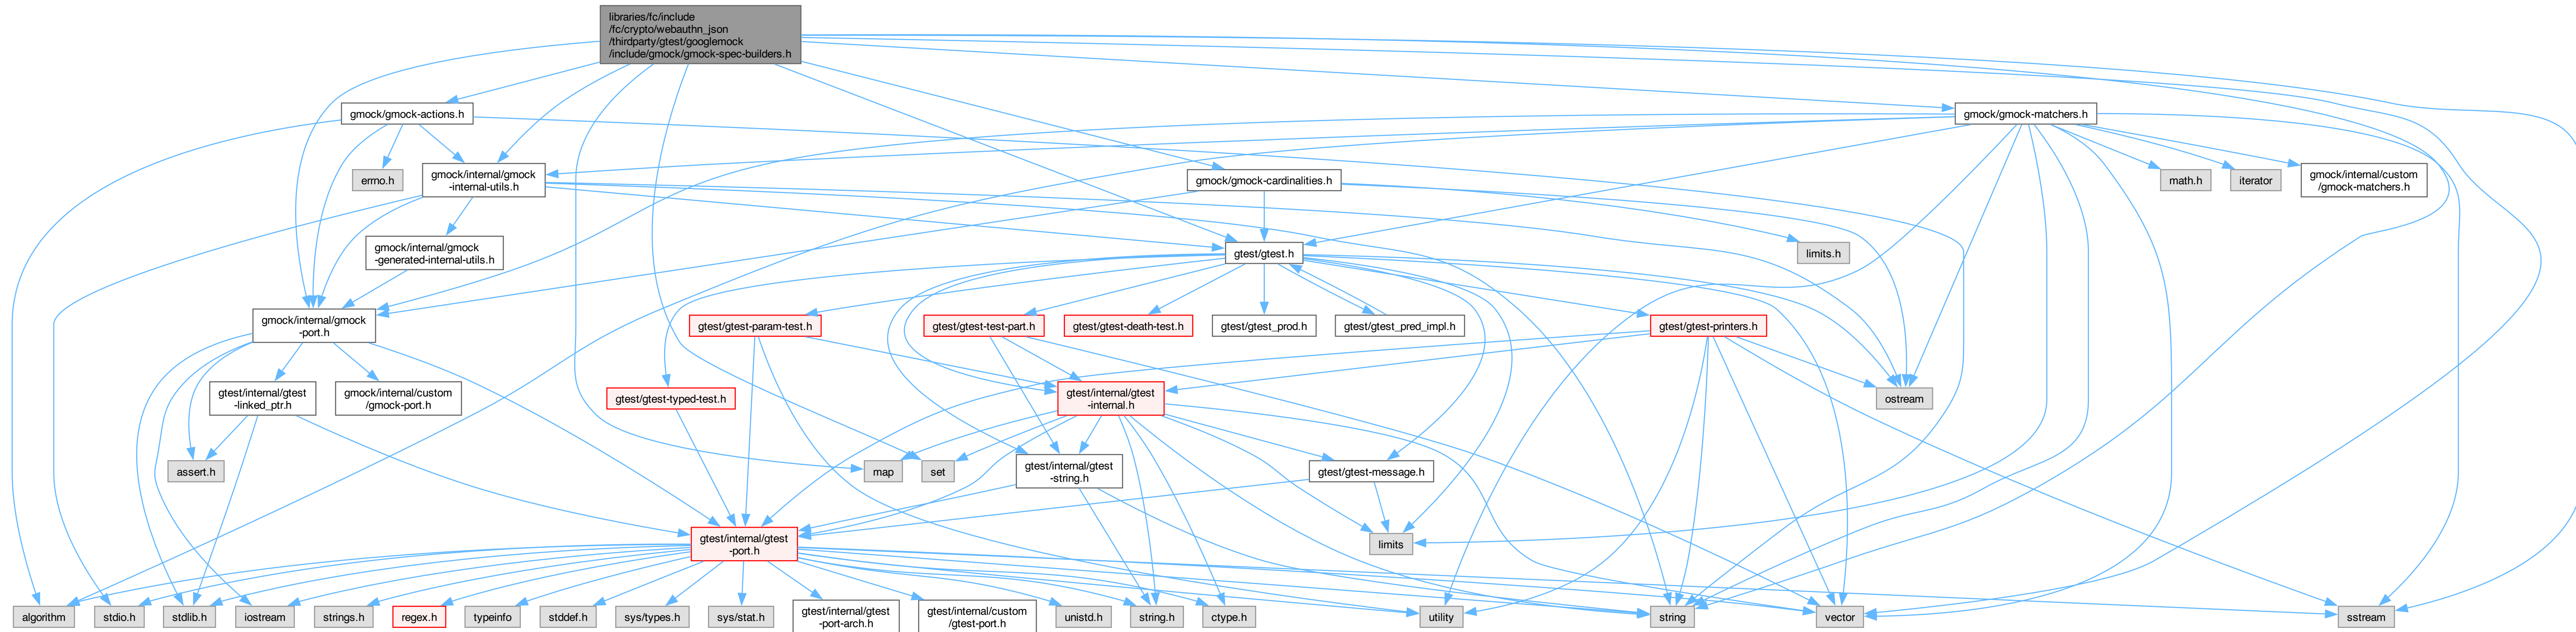 libraries/fc/include
/fc/crypto/webauthn_json
/thirdparty/gtest/googlemock
/include/gmock/gmock-spec-builders.h
gmock/gmock-actions.h
gmock/gmock-matchers.h
errno.h
gmock/internal/gmock
-internal-utils.h
gmock/gmock-cardinalities.h
math.h
iterator
gmock/internal/custom
/gmock-matchers.h
gmock/internal/gmock
-generated-internal-utils.h
gtest/gtest.h
limits.h
gmock/internal/gmock
-port.h
gtest/gtest-param-test.h
gtest/gtest-test-part.h
gtest/gtest-death-test.h
gtest/gtest_prod.h
gtest/gtest_pred_impl.h
gtest/gtest-printers.h
gtest/internal/gtest
-linked_ptr.h
gmock/internal/custom
/gmock-port.h
gtest/gtest-typed-test.h
gtest/internal/gtest
-internal.h
ostream
assert.h
map
set
gtest/internal/gtest
-string.h
gtest/gtest-message.h
gtest/internal/gtest
-port.h
limits
algorithm
stdio.h
stdlib.h
iostream
strings.h
regex.h
typeinfo
stddef.h
sys/types.h
sys/stat.h
gtest/internal/gtest
-port-arch.h
gtest/internal/custom
/gtest-port.h
unistd.h
string.h
ctype.h
utility
string
vector
sstream